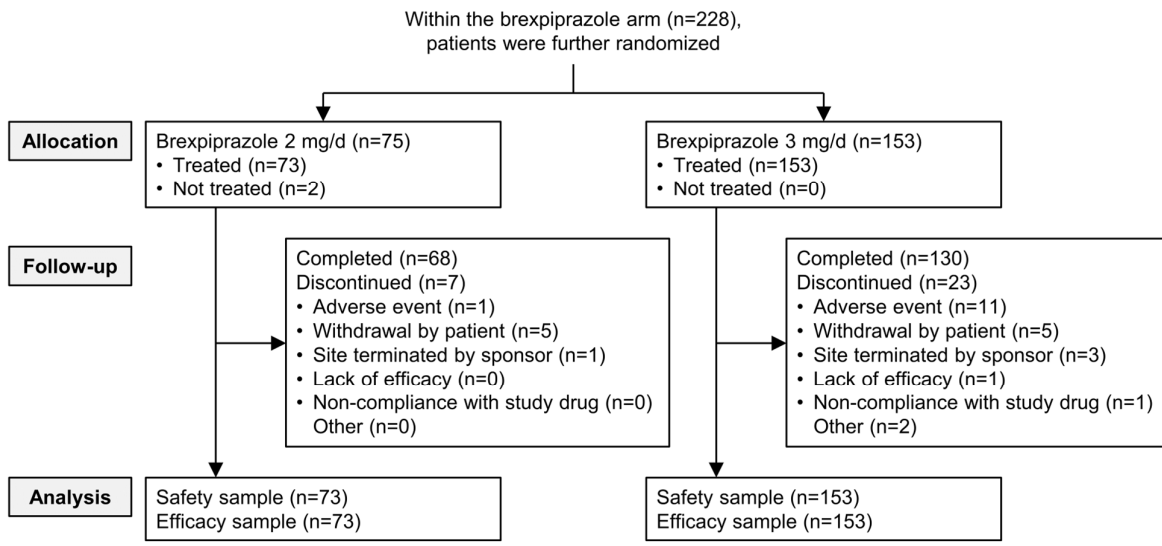 Within the brexpiprazole arm (n=228),
patients were further randomized
Allocation
Brexpiprazole 2 mg/d (n=75)
• Treated (n=73)
• Not treated (n=2)
Brexpiprazole 3 mg/d (n=153)
• Treated (n=153)
• Not treated (n=0)
Follow-up
Completed (n=68)
Discontinued (n=7)
• Adverse event (n=1)
• Withdrawal by patient (n=5)
• Site terminated by sponsor (n=1)
• Lack of efficacy (n=0)
• Non-compliance with study drug (n=0)
Other (n=0)
Completed (n=130)
Discontinued (n=23)
• Adverse event (n=11)
• Withdrawal by patient (n=5)
• Site terminated by sponsor (n=3)
• Lack of efficacy (n=1)
• Non-compliance with study drug (n=1)
Other (n=2)
Analysis
Safety sample (n=73)
Efficacy sample (n=73)
Safety sample (n=153)
Efficacy sample (n=153)